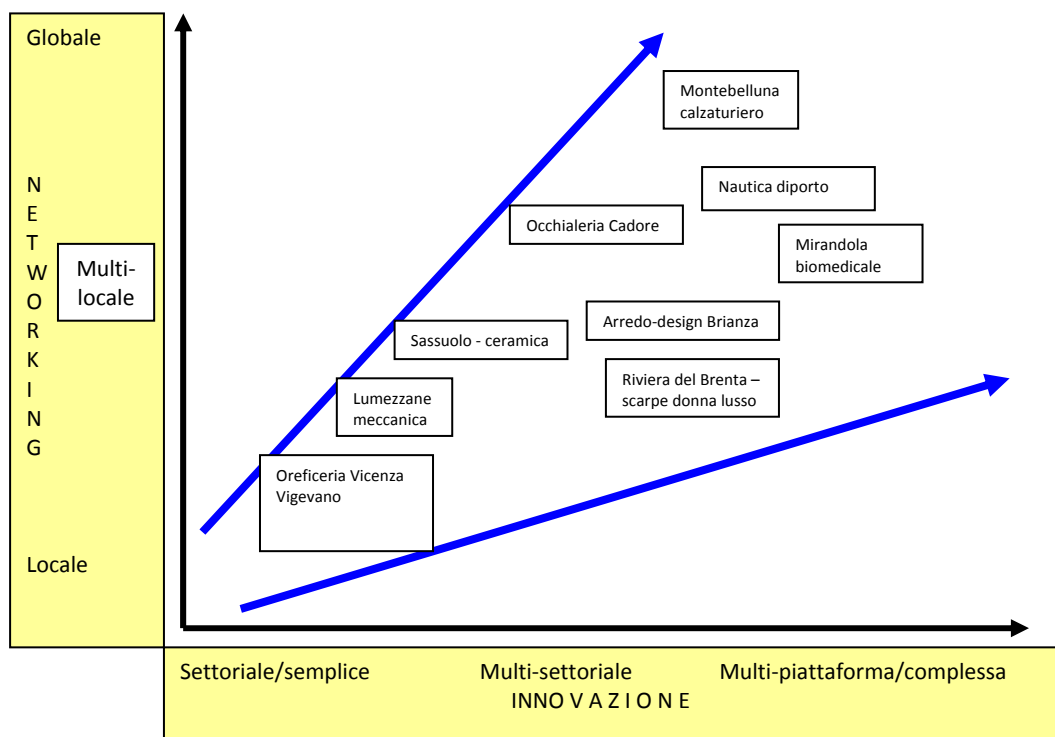 Globale
N
E
T
W
O
R
K
I
N
G
Multi-
locale
Locale
Montebelluna
calzaturiero
Nautica diporto
Occhialeria Cadore
Mirandola
biomedicale
Arredo-design Brianza
Sassuolo - ceramica
Riviera del Brenta –
scarpe donna lusso
Lumezzane
meccanica
Oreficeria Vicenza
Vigevano
Settoriale/semplice
Multi-settoriale
Multi-piattaforma/complessa
INNO V A Z I O N E